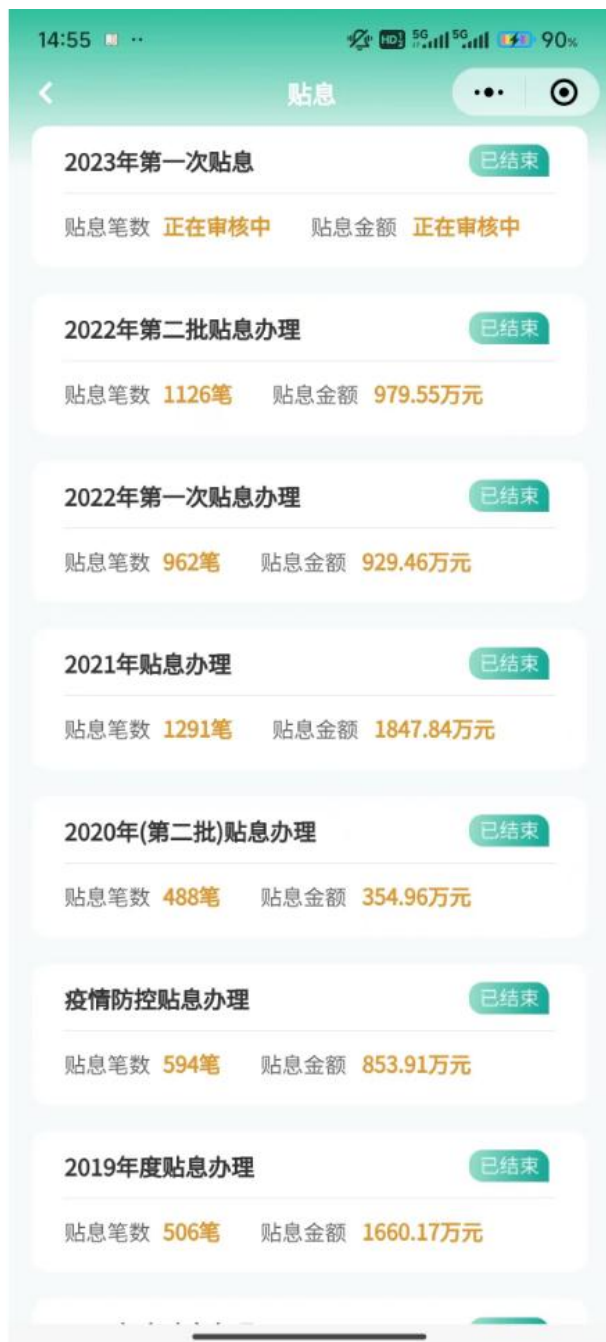 14:55
HD 5G 5G 90%
贴息
2023年第一次贴息 已结束
贴息笔数 正在审核中 贴息金额 正在审核中
2022年第二批贴息办理 已结束
贴息笔数 1126笔 贴息金额 979.55万元
2022年第一次贴息办理 已结束
贴息笔数 962笔 贴息金额 929.46万元
2021年贴息办理 已结束
贴息笔数 1291笔 贴息金额 1847.84万元
2020年(第二批)贴息办理 已结束
贴息笔数 488笔 贴息金额 354.96万元
疫情防控贴息办理 已结束
贴息笔数 594笔 贴息金额 853.91万元
2019年度贴息办理 已结束
贴息笔数 506笔 贴息金额 1660.17万元